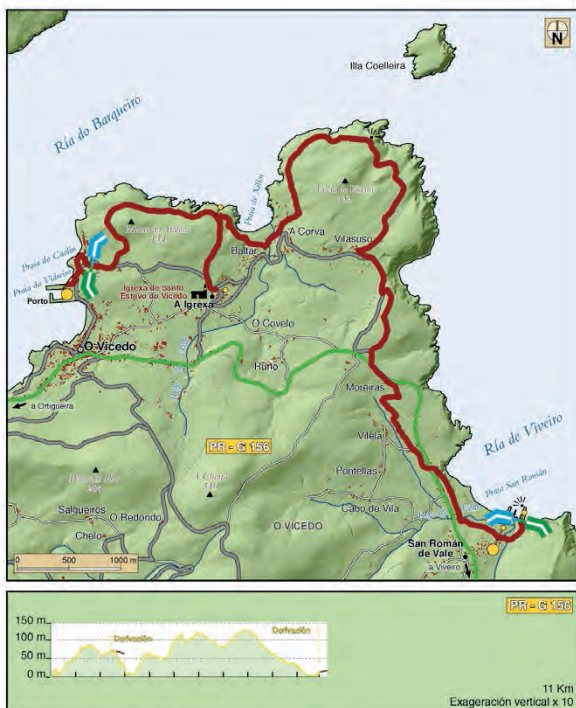 N
Illa Coelleira
Ría do Barqueiro
Praia de Xilloi
A Corva
Vilasuso
Baltar
Praia de Caolín
Praia do Vidreiro
Porto
Igrexa de Santo
Estevo do Vicedo
A Igrexa
O Covelo
O Vicedo
Ruño
a Ortigueira
Moreiras
Ría de Viveiro
PR - G 156
Vilela
Praia San Román
Pontellas
Salgueiros
O Redondo
O VICEDO
Cabo de Vila
Chelo
San Román
de Vale
a Viveiro
0 500 1000 m
PR - G 156
150 m
100 m
50 m
0 m
Derivación
Derivación
11 Km
Exageración vertical x 10